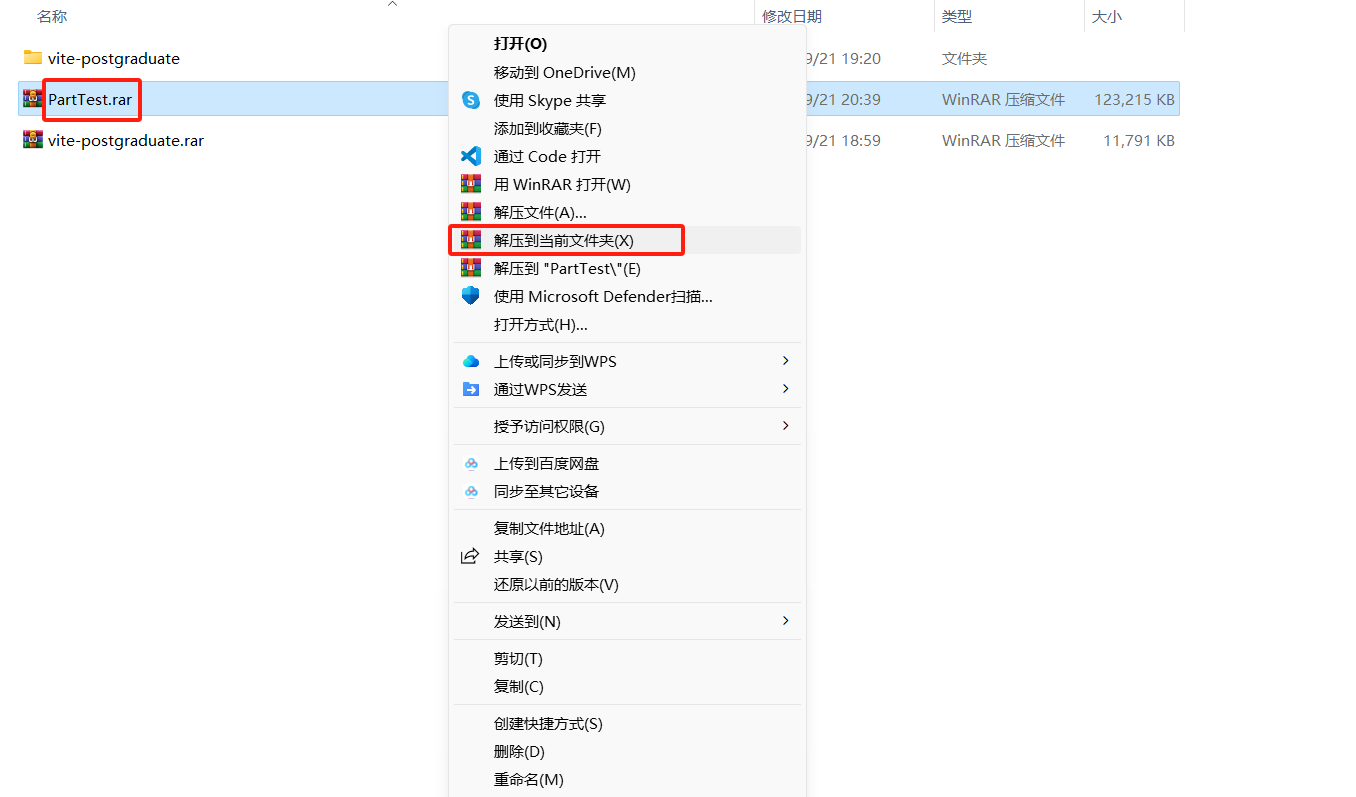 名称 修改日期 类型 大小
vite-postgraduate 9/21 19:20 文件夹
PartTest.rar 9/21 20:39 WinRAR 压缩文件 123,215 KB
vite-postgraduate.rar 9/21 18:59 WinRAR 压缩文件 11,791 KB
打开(O)
移动到 OneDrive(M)
使用 Skype 共享
添加到收藏夹(F)
通过 Code 打开
用 WinRAR 打开(W)
解压文件(A)...
解压到当前文件夹(X)
解压到 "PartTest\"(E)
使用 Microsoft Defender扫描...
打开方式(H)...
上传或同步到WPS
通过WPS发送
授予访问权限(G)
上传到百度网盘
同步至其它设备
复制文件地址(A)
共享(S)
还原以前的版本(V)
发送到(N)
剪切(T)
复制(C)
创建快捷方式(S)
删除(D)
重命名(M)